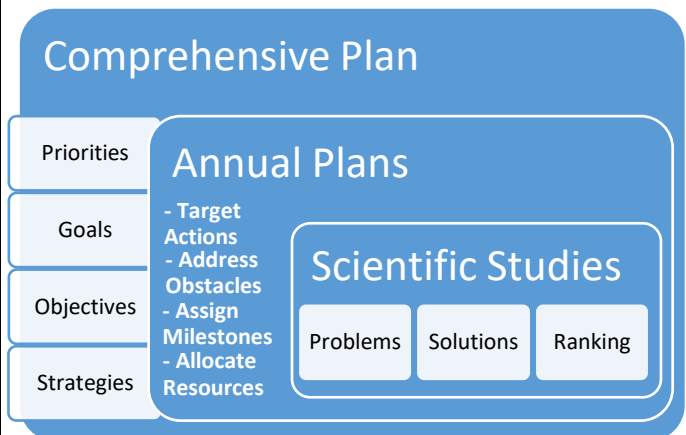 Comprehensive Plan
Priorities
Goals
Objectives
Strategies
Annual Plans
- Target
Actions
- Address
Obstacles
- Assign
Milestones
- Allocate
Resources
Scientific Studies
Problems
Solutions
Ranking